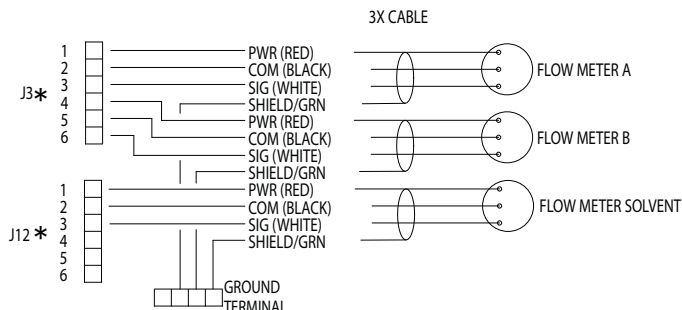 3X CABLE
J3*
1
2
3
4
5
6
PWR (RED)
COM (BLACK)
SIG (WHITE)
SHIELD/GRN
FLOW METER A
PWR (RED)
COM (BLACK)
SIG (WHITE)
SHIELD/GRN
FLOW METER B
J12*
1
2
3
4
5
6
PWR (RED)
COM (BLACK)
SIG (WHITE)
SHIELD/GRN
FLOW METER SOLVENT
GROUND
TERMINAL